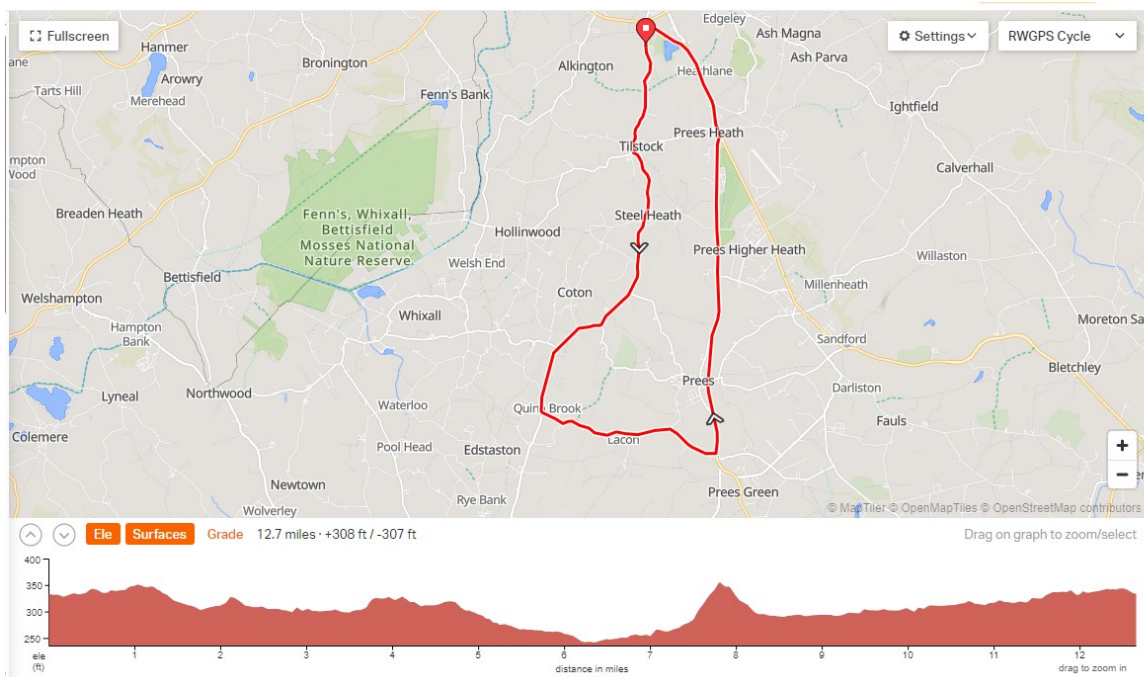 Fullscreen
Settings
RWGPS Cycle
Edgeley
Ash Magna
Hanmer
Bronington
Alkington
Heathlane
Ash Parva
ane
Arowry
Tarts Hill
Merehead
Fenn's Bank
Ightfield
Prees Heath
Tilstock
mpton
Wood
Calverhall
Breaden Heath
Fenn's, Whixall,
Bettisfield
Mosses National
Nature Reserve
Steel Heath
Hollinwood
Prees Higher Heath
Willaston
Welsh End
Bettisfield
Millenheath
Coton
Welshampton
Whixall
Moreton Sa
Hampton
Bank
Sandford
Bletchley
Prees
Darliston
Lyneal
Northwood
Waterloo
Quina Brook
Fauls
Colemere
Lacon
Pool Head
Edstaston
+
−
Newtown
Prees Green
Rye Bank
Wolverley
© MapTiler © OpenMapTiles © OpenStreetMap contributors
Ele
Surfaces
Grade
12.7 miles · +308 ft / -307 ft
Drag on graph to zoom/select
400
350
300
250
ele
(ft)
1 2 3 4 5 6 7 8 9 10 11 12
distance in miles
drag to zoom in